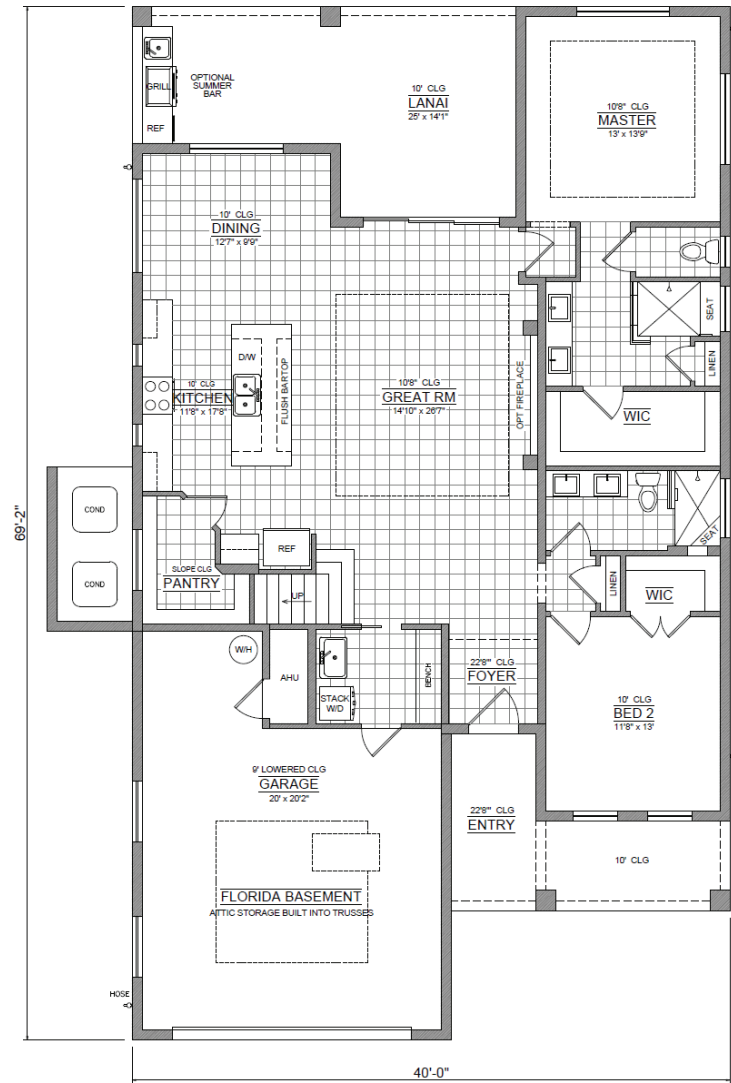 OPTIONAL
SUMMER
BAR
GRILL
REF
10' CLG
LANAI
25' x 14'1"
10'8" CLG
MASTER
13' x 13'9"
10' CLG
DINING
12'7" x 9'9"
SEAT
LINEN
D/W
FLUSH BARTOP
10' CLG
KITCHEN
11'8" x 17'8"
10'8" CLG
GREAT RM
14'10" x 26'7"
OPT FIREPLACE
WIC
69'-2"
COND
COND
REF
SEAT
SLOPE CLG
PANTRY
UP
LINEN
WIC
W/H
AHU
STACK
W/D
BENCH
22'8" CLG
FOYER
10' CLG
BED 2
11'8" x 13'
9' LOWERED CLG
GARAGE
20' x 20'2"
22'8" CLG
ENTRY
10' CLG
FLORIDA BASEMENT
ATTIC STORAGE BUILT INTO TRUSSES
HOSE
40'-0"